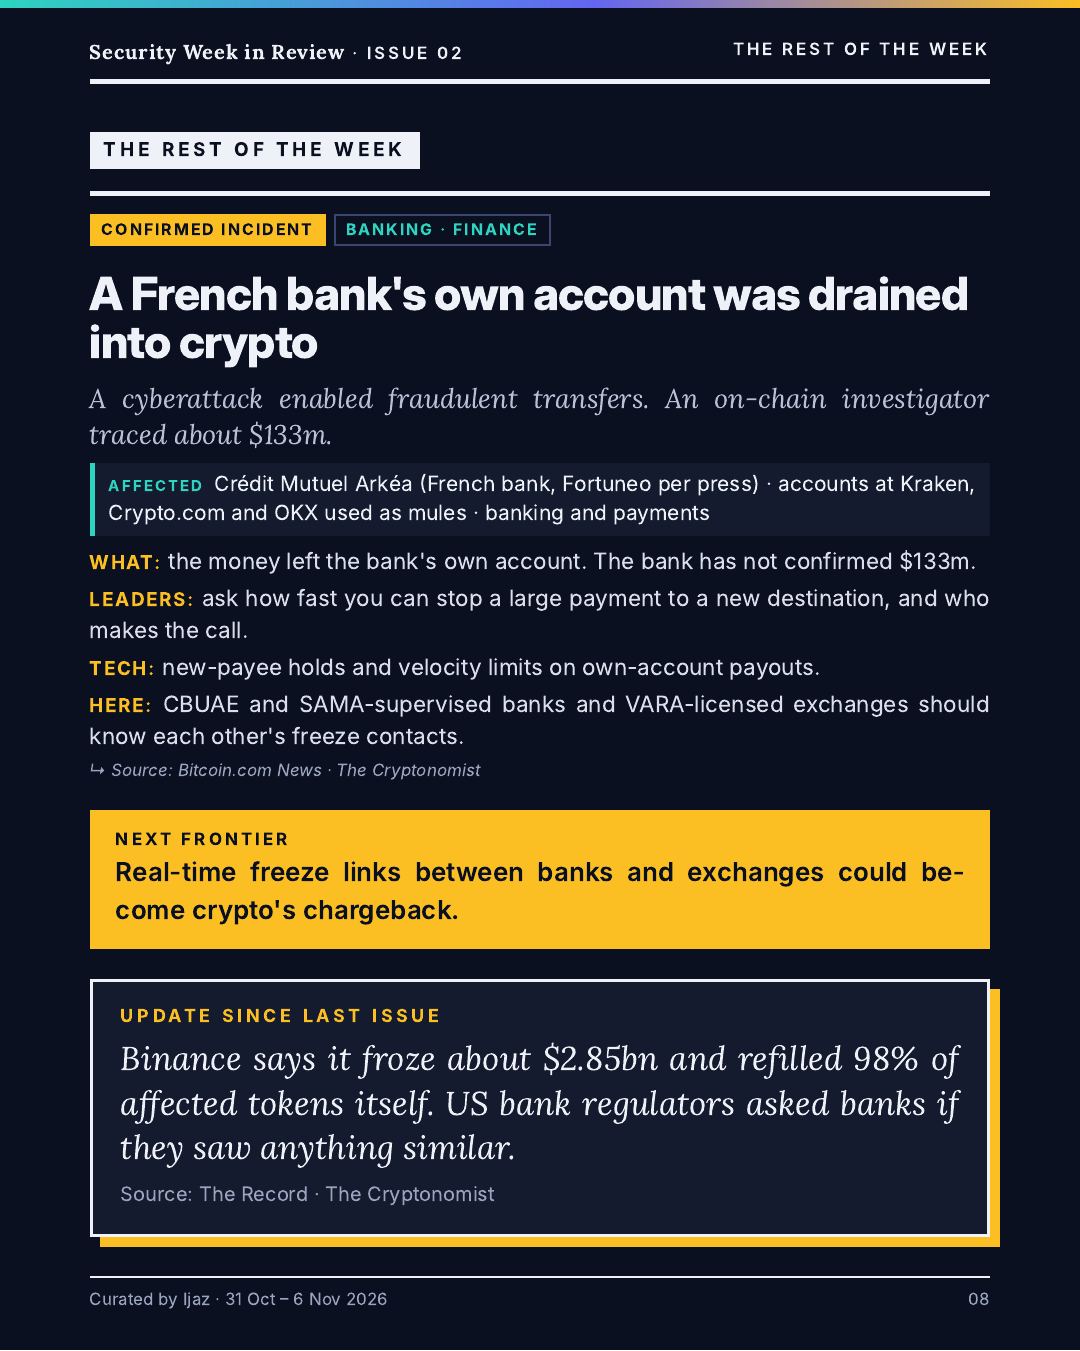 Security Week in Review · ISSUE 02
THE REST OF THE WEEK
THE REST OF THE WEEK
CONFIRMED INCIDENT
BANKING · FINANCE
A French bank's own account was drained
into crypto
A cyberattack enabled fraudulent transfers. An on-chain investigator
traced about $133m.
AFFECTED Crédit Mutuel Arkéa (French bank, Fortuneo per press) · accounts at Kraken,
Crypto.com and OKX used as mules · banking and payments
WHAT: the money left the bank's own account. The bank has not confirmed $133m.
LEADERS: ask how fast you can stop a large payment to a new destination, and who
makes the call.
TECH: new-payee holds and velocity limits on own-account payouts.
HERE: CBUAE and SAMA-supervised banks and VARA-licensed exchanges should
know each other's freeze contacts.
↳ Source: Bitcoin.com News · The Cryptonomist
NEXT FRONTIER
Real-time freeze links between banks and exchanges could be-
come crypto's chargeback.
UPDATE SINCE LAST ISSUE
Binance says it froze about $2.85bn and refilled 98% of
affected tokens itself. US bank regulators asked banks if
they saw anything similar.
Source: The Record · The Cryptonomist
Curated by Ijaz · 31 Oct – 6 Nov 2026
08